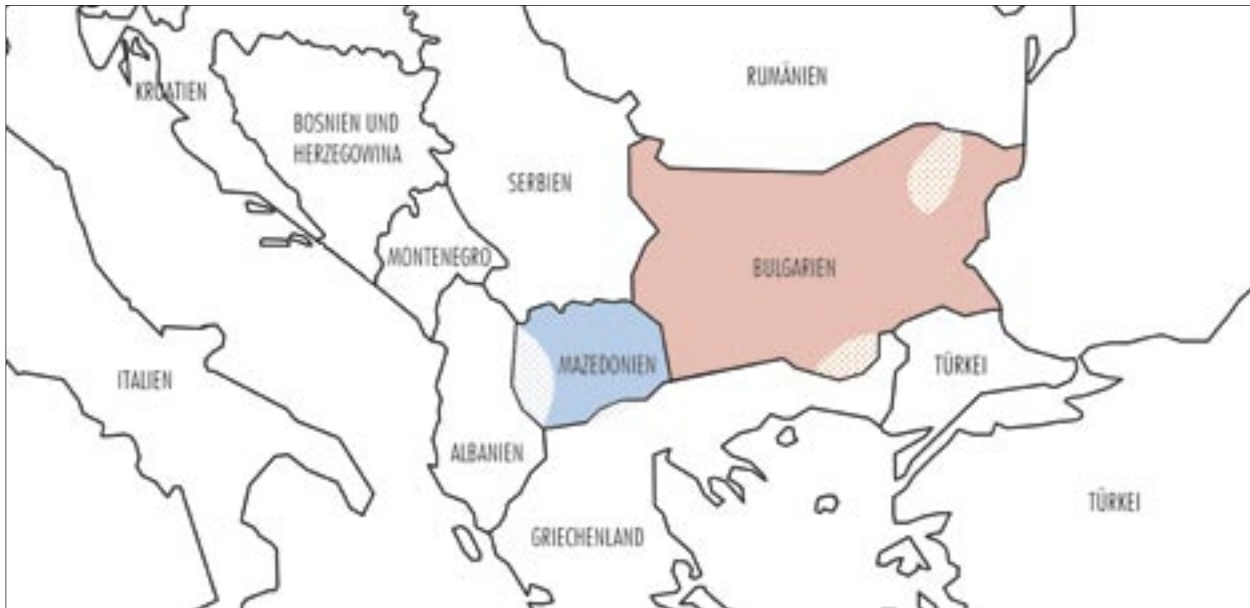 RUMÄNIEN
KROATIEN
BOSNIEN UND
HERZEGOWINA
SERBIEN
MONTENEGRO
BULGARIEN
MAZEDONIEN
TÜRKEI
ITALIEN
ALBANIEN
TÜRKEI
GRIECHENLAND